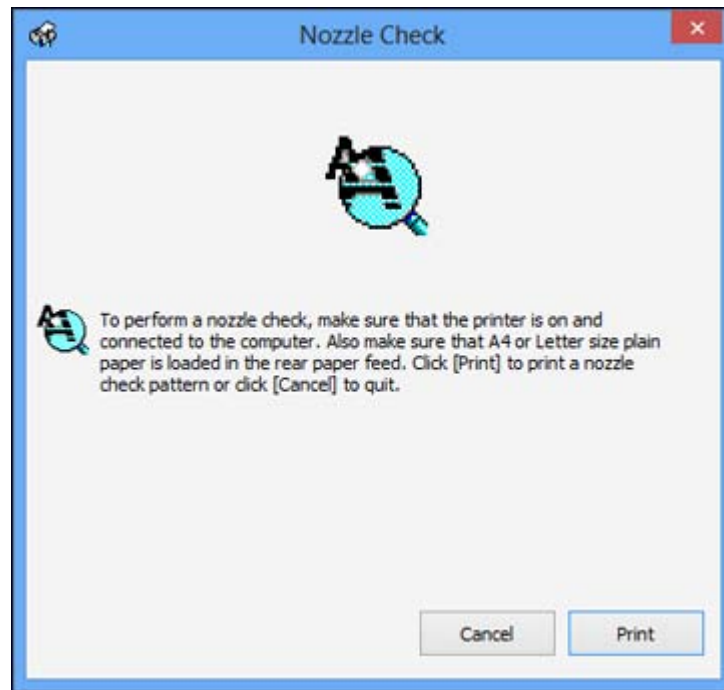 Nozzle Check
To perform a nozzle check, make sure that the printer is on and
connected to the computer. Also make sure that A4 or Letter size plain
paper is loaded in the rear paper feed. Click [Print] to print a nozzle
check pattern or click [Cancel] to quit.
Cancel
Print